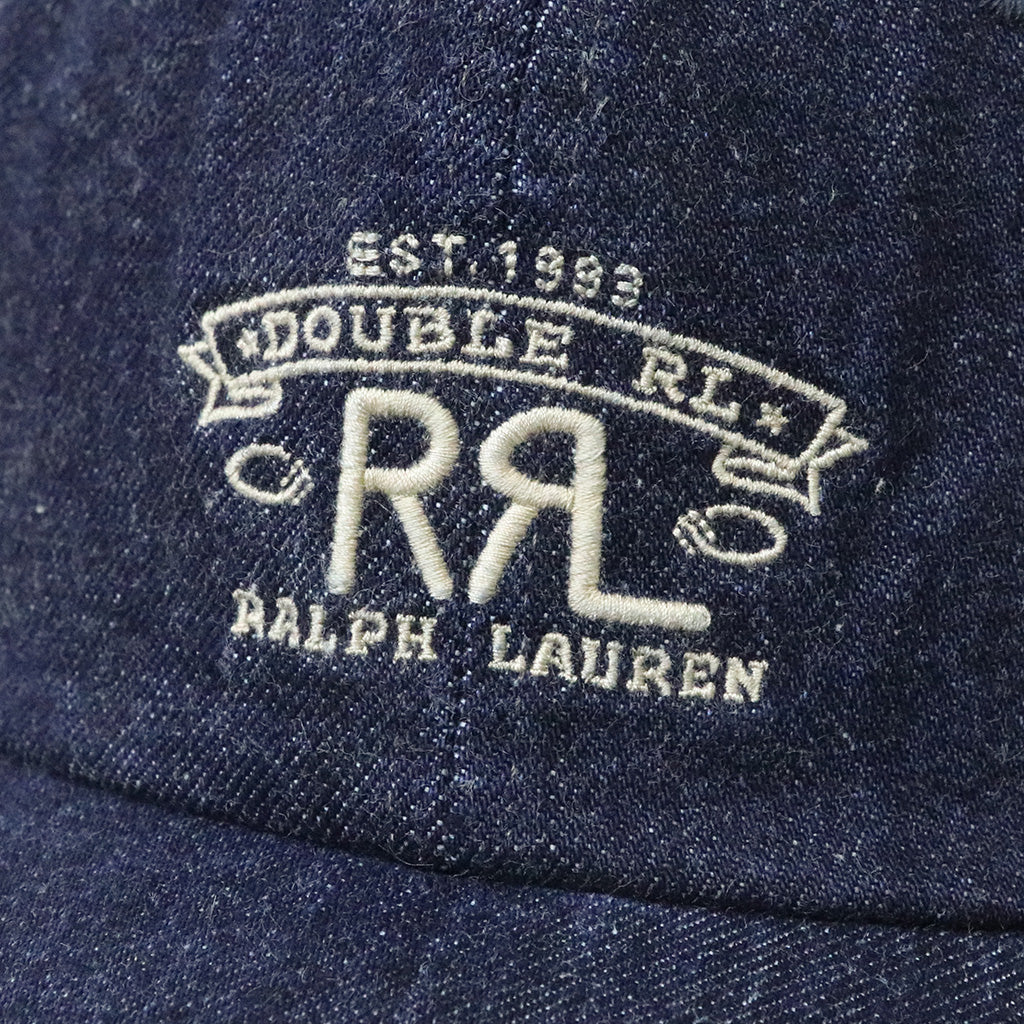 EST. 1993
★DOUBLE RL★
RRL
RALPH LAUREN